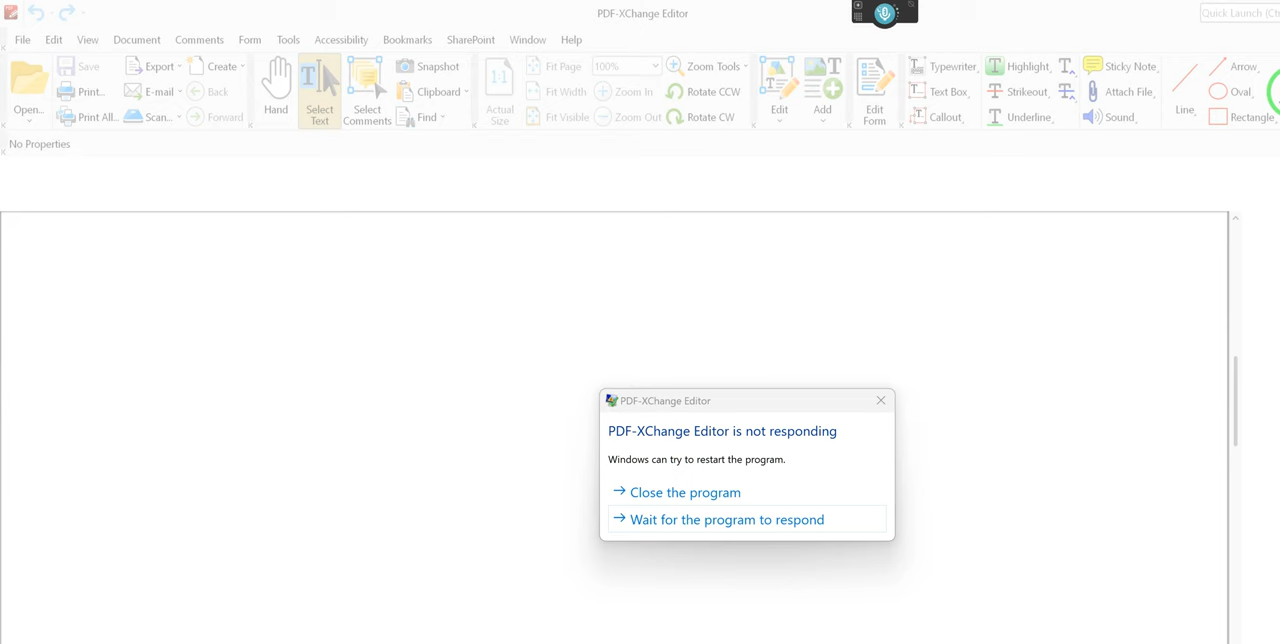 PDF-XChange Editor
Quick Launch (Ctr
File Edit View Document Comments Form Tools Accessibility Bookmarks SharePoint Window Help
Save Export Create Snapshot Fit Page 100% Zoom Tools Typewriter Highlight Sticky Note Arrow
Open... Print... E-mail Back Hand Select Text Select Comments Clipboard Actual Size Fit Width Zoom In Rotate CCW Edit Add Edit Form Text Box Strikeout Attach File Line Oval
Print All... Scan... Forward Find Fit Visible Zoom Out Rotate CW Callout Underline Sound Rectangle
No Properties
PDF-XChange Editor
PDF-XChange Editor is not responding
Windows can try to restart the program.
Close the program
Wait for the program to respond